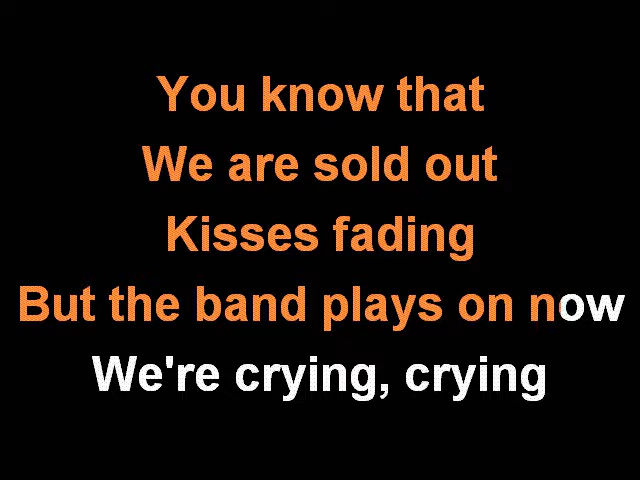 You know that
We are sold out
Kisses fading
But the band plays on now
We're crying, crying